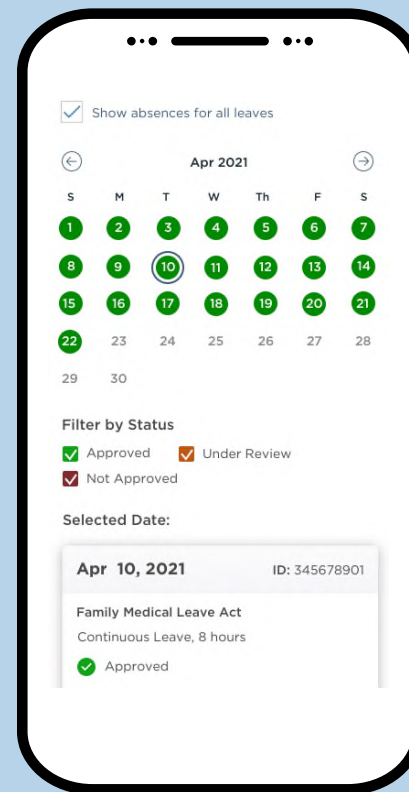 Show absences for all leaves
Apr 2021
S M T W Th F S
1 2 3 4 5 6 7
8 9 10 11 12 13 14
15 16 17 18 19 20 21
22 23 24 25 26 27 28
29 30
Filter by Status
Approved Under Review
Not Approved
Selected Date:
Apr 10, 2021 ID: 345678901
Family Medical Leave Act
Continuous Leave, 8 hours
Approved